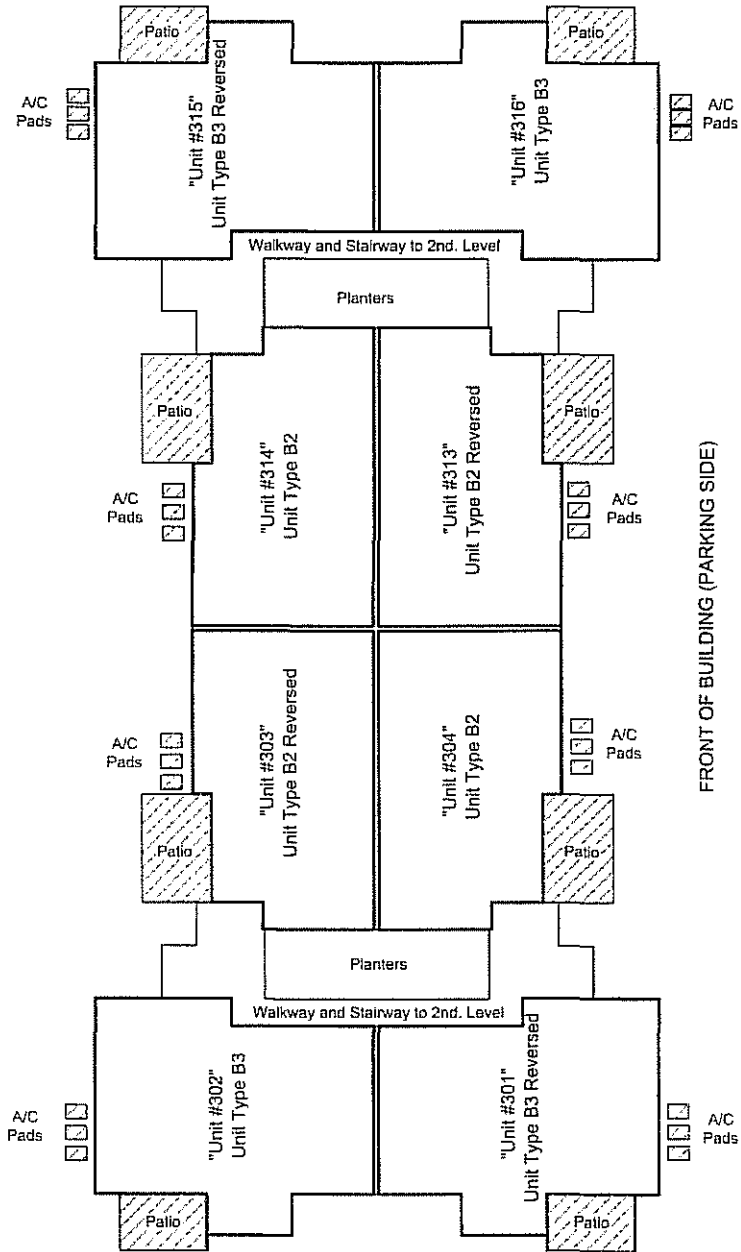 Patio
Patio
A/C
Pads
"Unit #315"
Unit Type B3 Reversed
"Unit #316"
Unit Type B3
A/C
Pads
Walkway and Stairway to 2nd. Level
Planters
Patio
Patio
A/C
Pads
"Unit #314"
Unit Type B2
"Unit #313"
Unit Type B2 Reversed
A/C
Pads
FRONT OF BUILDING (PARKING SIDE)
A/C
Pads
"Unit #303"
Unit Type B2 Reversed
"Unit #304"
Unit Type B2
A/C
Pads
Patio
Patio
Planters
Walkway and Stairway to 2nd. Level
A/C
Pads
"Unit #302"
Unit Type B3
"Unit #301"
Unit Type B3 Reversed
A/C
Pads
Patio
Patio